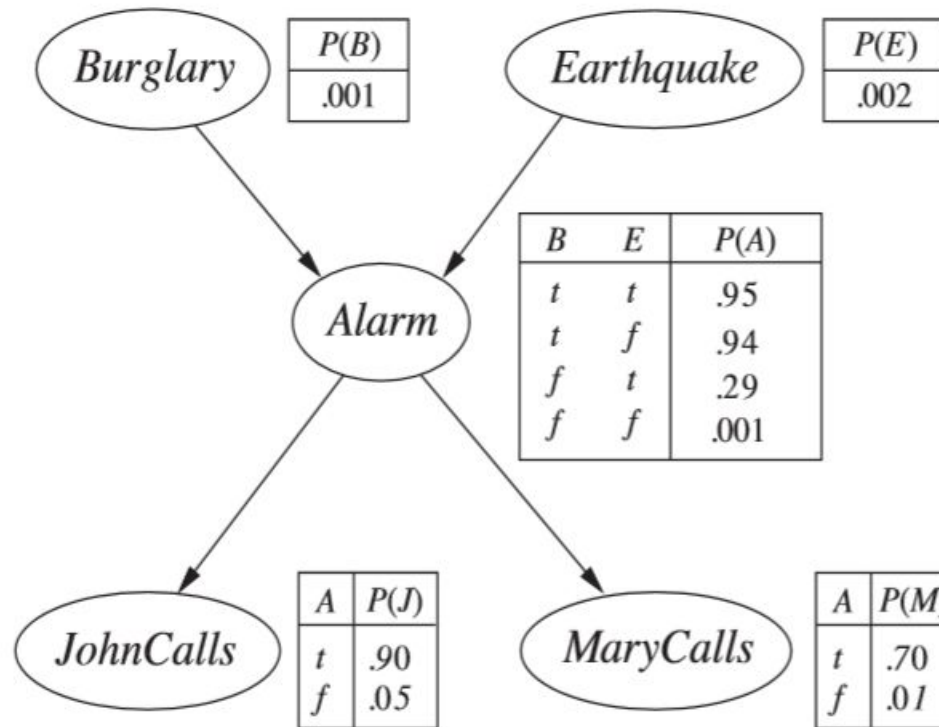 Burglary
P(B)
.001
Earthquake
P(E)
.002
Alarm
B E P(A)
t t .95
t f .94
f t .29
f f .001
JohnCalls
A P(J)
t .90
f .05
MaryCalls
A P(M
t .70
f .01